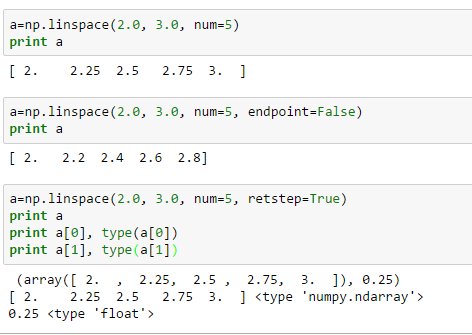 a=np.linspace(2.0, 3.0, num=5)
print a
[ 2.    2.25  2.5   2.75  3.  ]
a=np.linspace(2.0, 3.0, num=5, endpoint=False)
print a
[ 2.   2.2  2.4  2.6  2.8]
a=np.linspace(2.0, 3.0, num=5, retstep=True)
print a
print a[0], type(a[0])
print a[1], type(a[1])
(array([ 2.  ,  2.25,  2.5 ,  2.75,  3.  ]), 0.25)
[ 2.    2.25  2.5   2.75  3.  ] <type 'numpy.ndarray'>
0.25 <type 'float'>